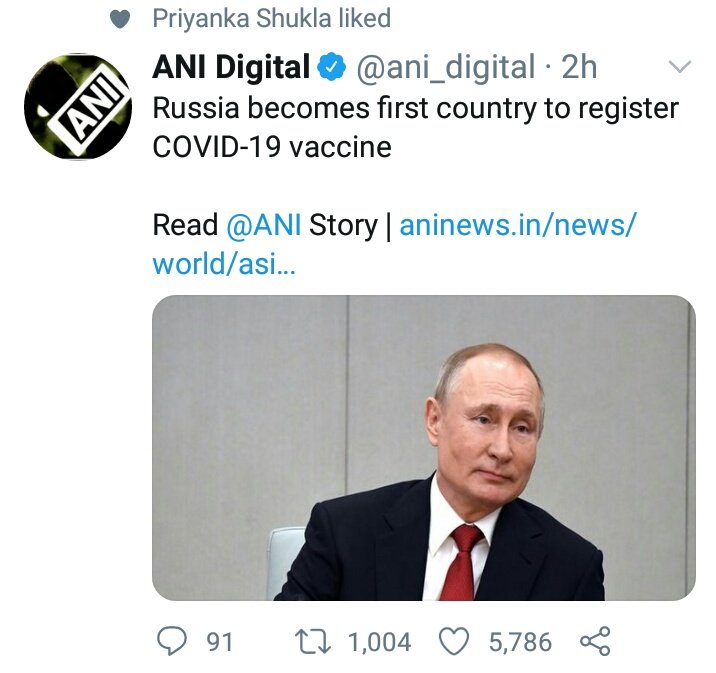 Priyanka Shukla liked
ANI Digital @ani_digital · 2h
ANI
Russia becomes first country to register
COVID-19 vaccine
Read @ANI Story | aninews.in/news/
world/asi...
91 1,004 5,786